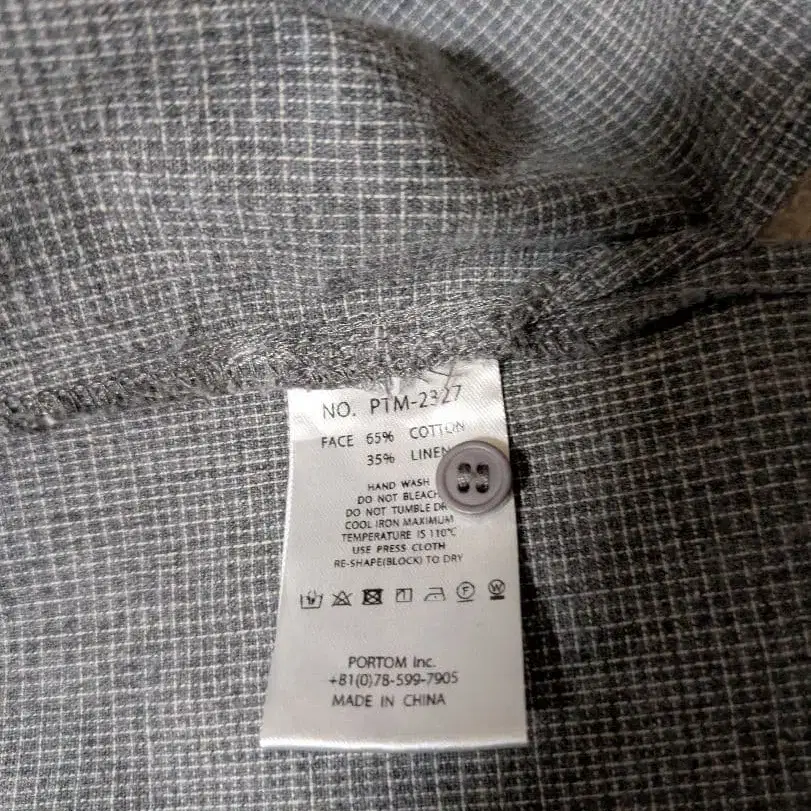 NO. PTM-2327
FACE 65% COTTON
35% LINEN
HAND WASH
DO NOT BLEACH
DO NOT TUMBLE DR
COOL IRON MAXIMUM
TEMPERATURE IS 110°C
USE PRESS CLOTH
RE-SHAPE(BLOCK) TO DRY
F W
PORTOM Inc.
+81(0)78-599-7905
MADE IN CHINA